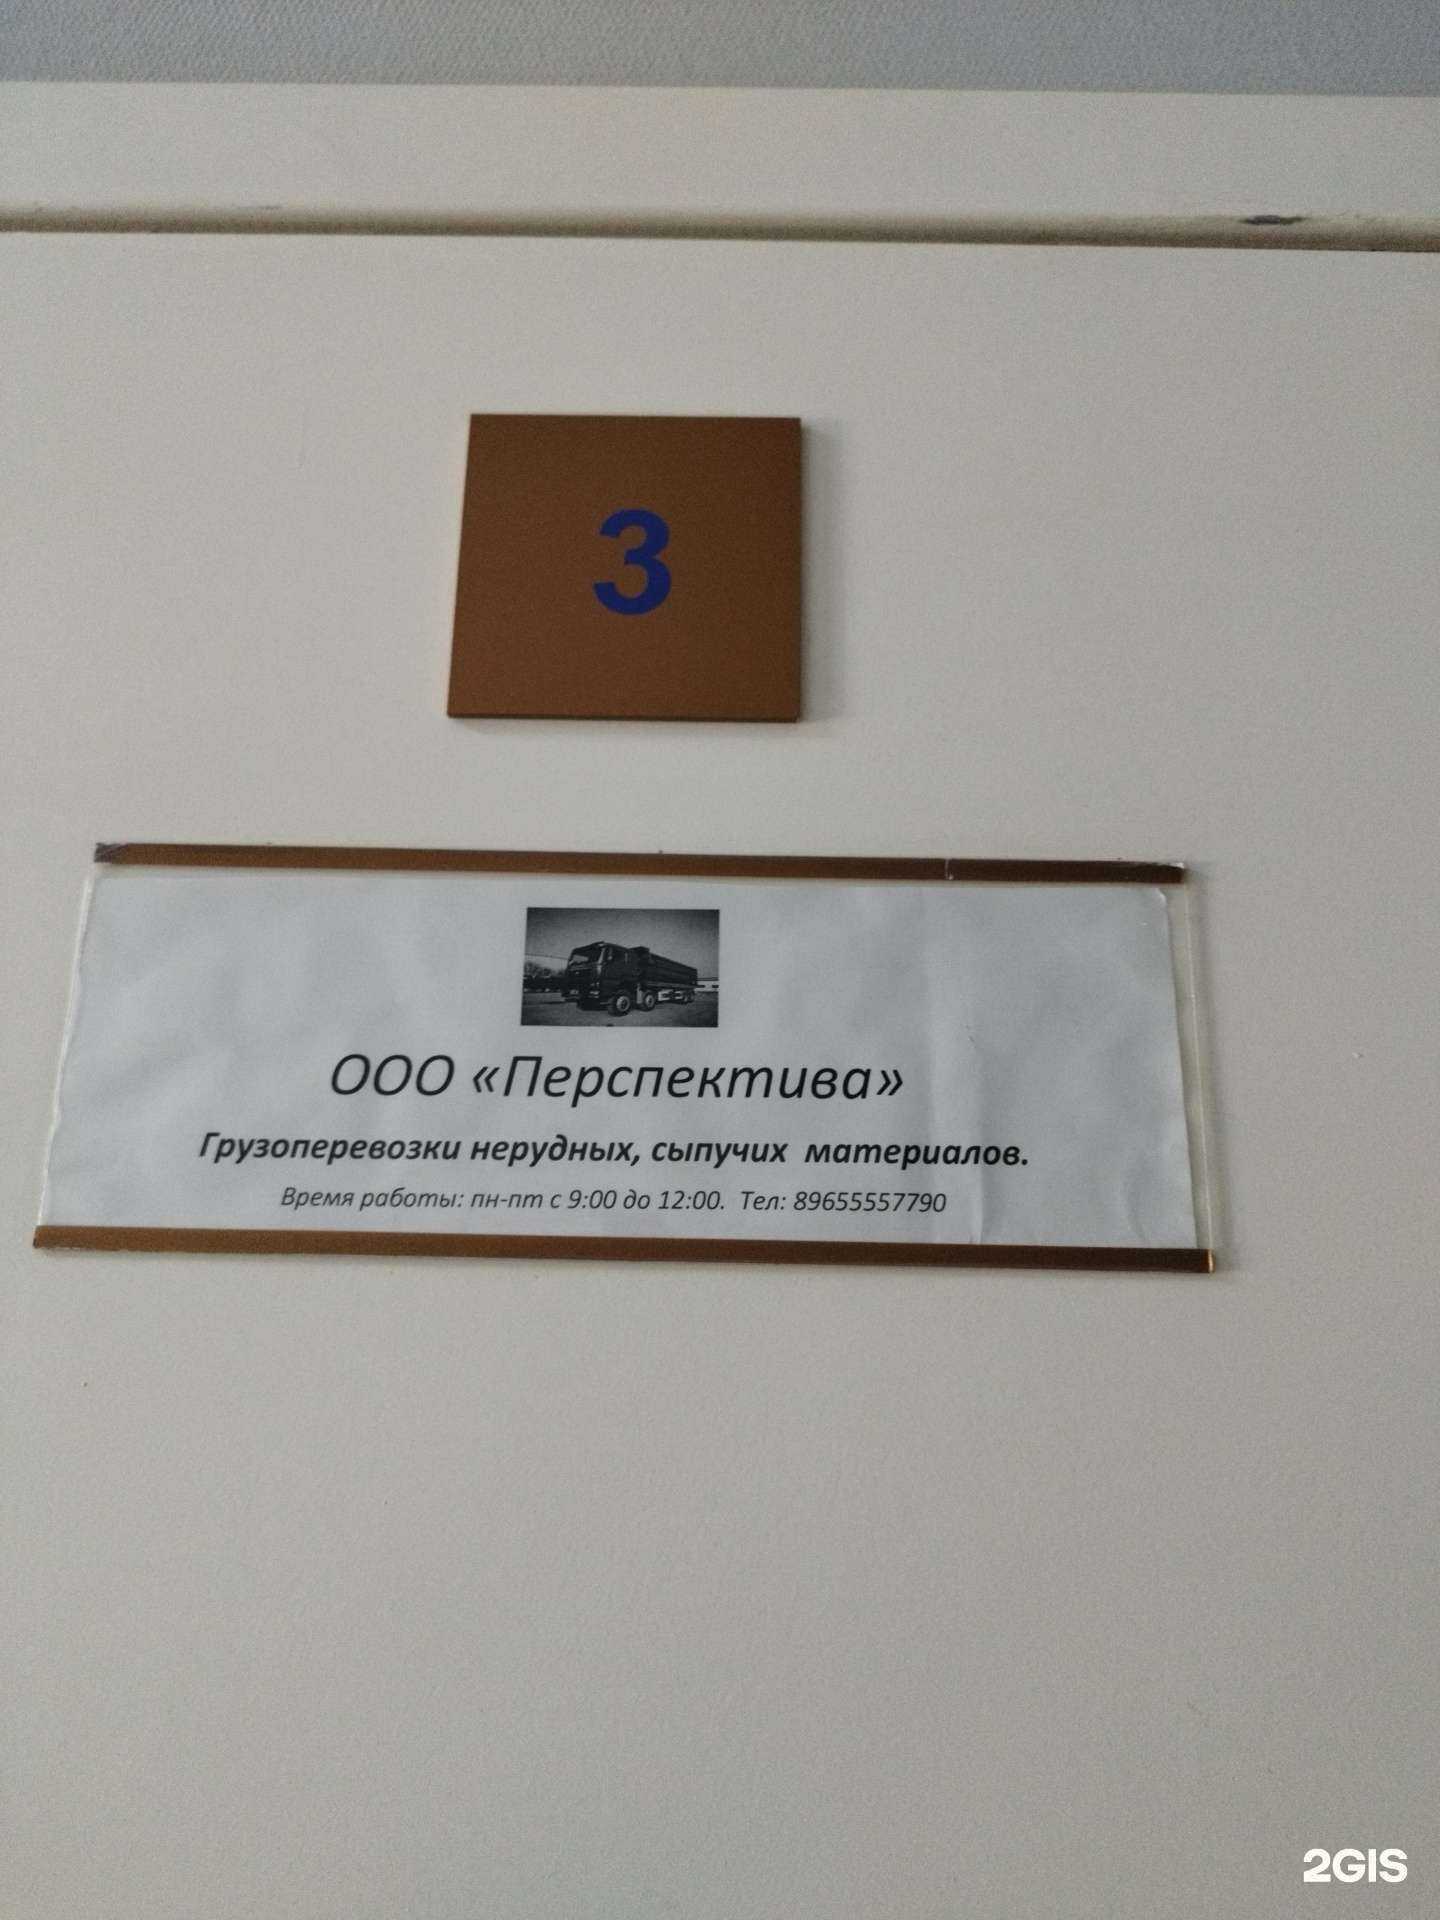 3
ООО «Перспектива»
Грузоперевозки нерудных, сыпучих материалов.
Время работы: пн-пт с 9:00 до 12:00. Тел: 89655557790
2GIS